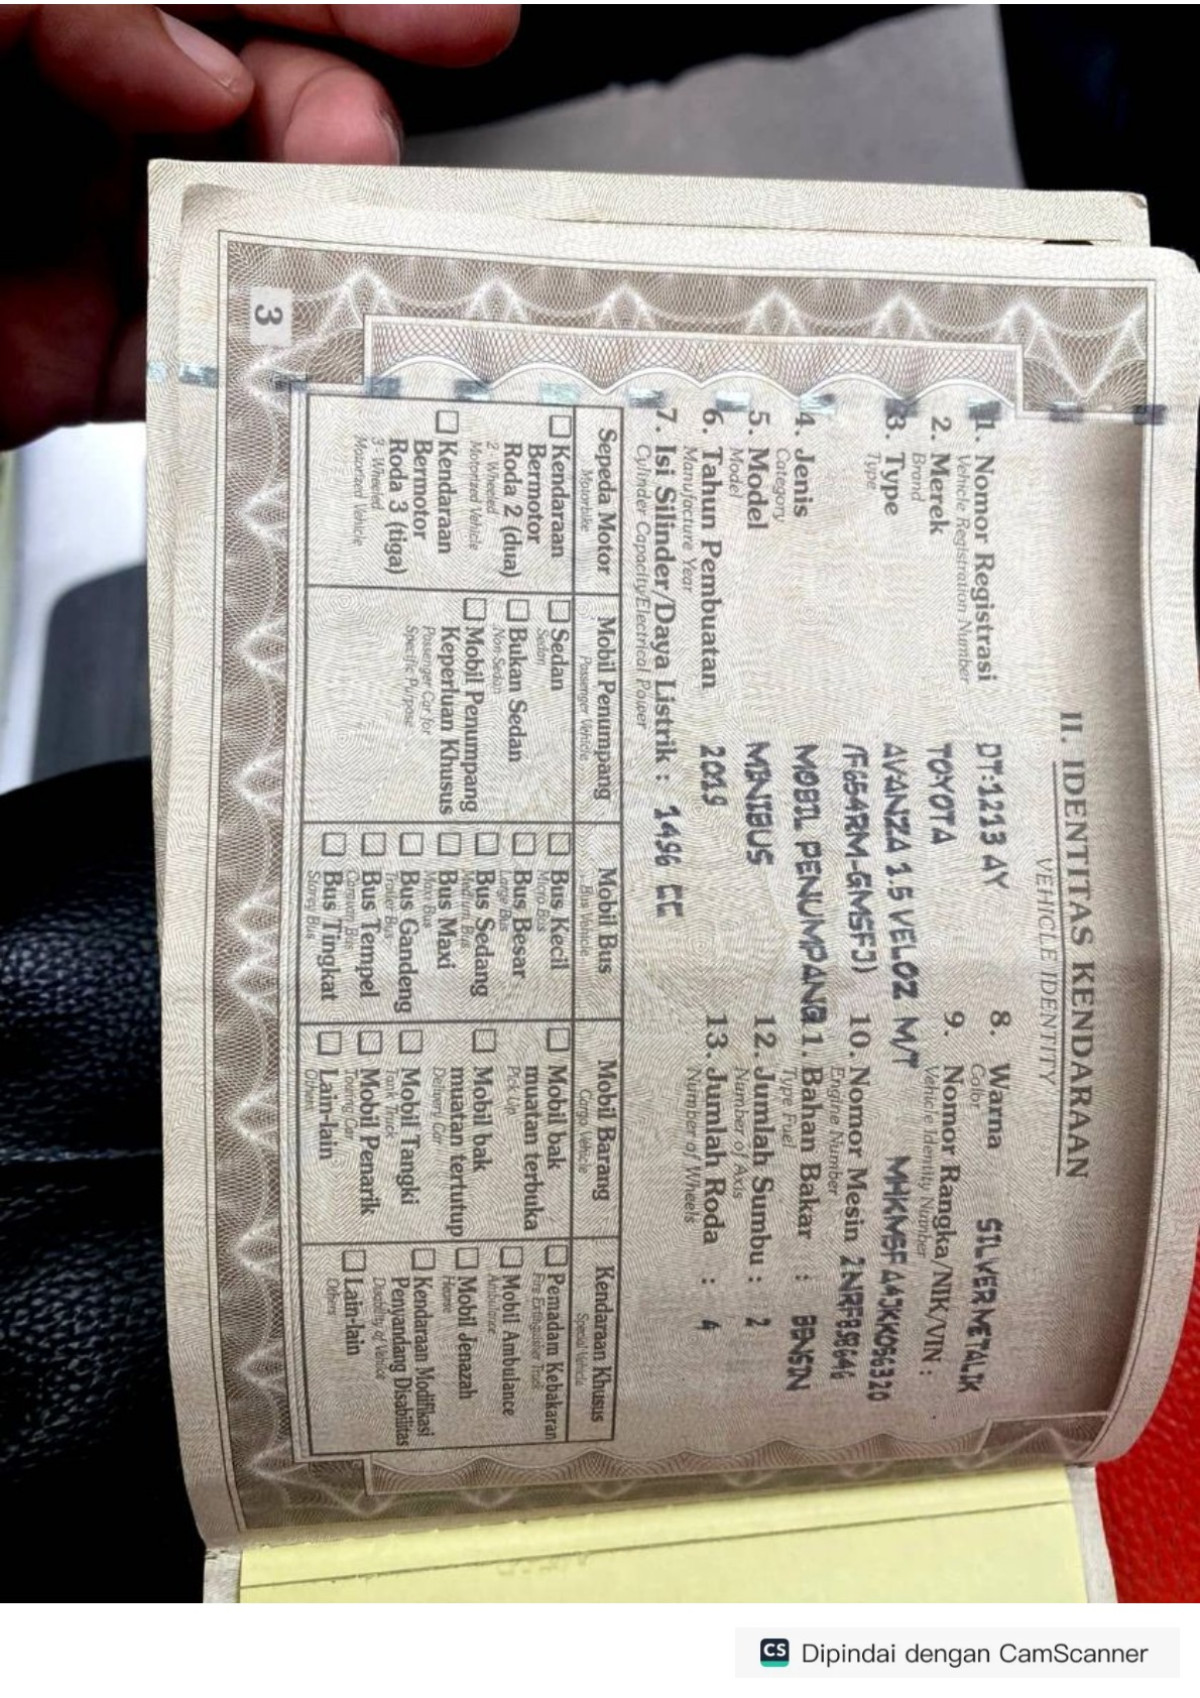 II. IDENTITAS KENDARAAN
VEHICLE IDENTITY
1. Nomor Registrasi DT:1213 AY
Vehicle Registration Number
2. Merek TOYOTA
Brand
3. Type AVANZA 1.5 VELOZ M/T
Type
(F654RM-GMSFJ)
4. Jenis MOBIL PENUMPANG
Category
5. Model MINIBUS
Model
6. Tahun Pembuatan 2019
Manufacture Year
7. Isi Silinder/Daya Listrik : 1496 CC
Cylinder Capacity/Electrical Power
8. Warna SILVERMETALIK
Color
9. Nomor Rangka/NIK/VIN :
Vehicle Identity Number
10. Nomor Mesin
Engine Number
11. Bahan Bakar : BENSIN
Type Fuel
12. Jumlah Sumbu : 2
Number of Axis
13. Jumlah Roda : 4
Number of Wheels
Sepeda Motor
Motorbike
Kendaraan
Bermotor
Roda 2 (dua)
2- Wheeled
Motorized Vehicle
Kendaraan
Bermotor
Roda 3 (tiga)
3- Wheeled
Motorized Vehicle
Mobil Penumpang
Passenger Vehicle
Sedan
Sedan
Bukan Sedan
Non-Sedan
Mobil Penumpang
Keperluan Khusus
Passenger Car for
Specific Purpose
Mobil Bus
Bus Vehicle
Bus Kecil
Micro Bus
Bus Besar
Large Bus
Bus Sedang
Medium Bus
Bus Maxi
Maxi Bus
Bus Gandeng
Trailer Bus
Bus Tempel
Bus Tingkat
Storey Bus
Mobil Barang
Cargo Vehicle
Mobil bak
muatan terbuka
Pick Up
Mobil bak
muatan tertutup
Delivery Car
Mobil Tangki
Tank Truck
Mobil Penarik
Towing Car
Lain-lain
Others
Kendaraan Khusus
Special Vehicle
Pemadam Kebakaran
Fire Extinguisher Truck
Mobil Ambulance
Ambulance
Mobil Jenazah
Hearse
Kendaraan Modifikasi
Penyandang Disabilitas
Disability of Vehicle
Lain-lain
Others
3
CS Dipindai dengan CamScanner